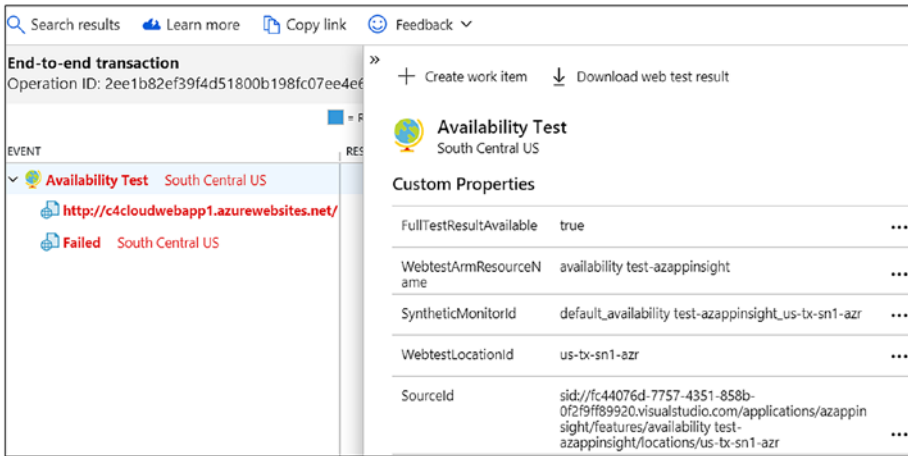 Search results Learn more Copy link Feedback
End-to-end transaction
Operation ID: 2ee1b82ef39f4d51800b198fc07ee4e6
= R
EVENT RES
Availability Test South Central US
http://c4cloudwebapp1.azurewebsites.net/
Failed South Central US
»
Create work item Download web test result
Availability Test
South Central US
Custom Properties
FullTestResultAvailable true
WebtestArmResourceN availability test-azappinsight
ame
SyntheticMonitorId default_availability test-azappinsight_us-tx-sn1-azr
WebtestLocationId us-tx-sn1-azr
SourceId sid://fc44076d-7757-4351-858b-
0f2f9ff89920.visualstudio.com/applications/azappin
sight/features/availability test-
azappinsight/locations/us-tx-sn1-azr